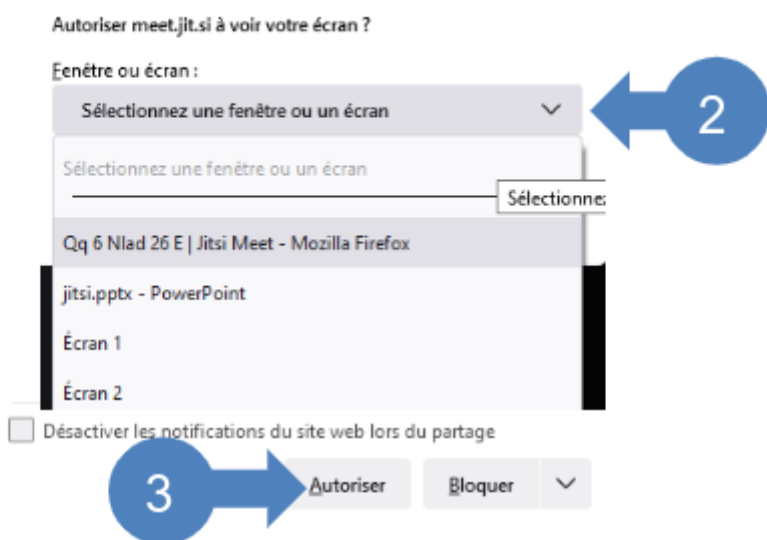 Autoriser meet.jit.si à voir votre écran ?
Fenêtre ou écran :
Sélectionnez une fenêtre ou un écran
2
Sélectionnez une fenêtre ou un écran
Sélectionnez
Qq 6 Nlad 26 E | Jitsi Meet - Mozilla Firefox
jitsi.pptx - PowerPoint
Écran 1
Écran 2
Désactiver les notifications du site web lors du partage
3
Autoriser
Bloquer